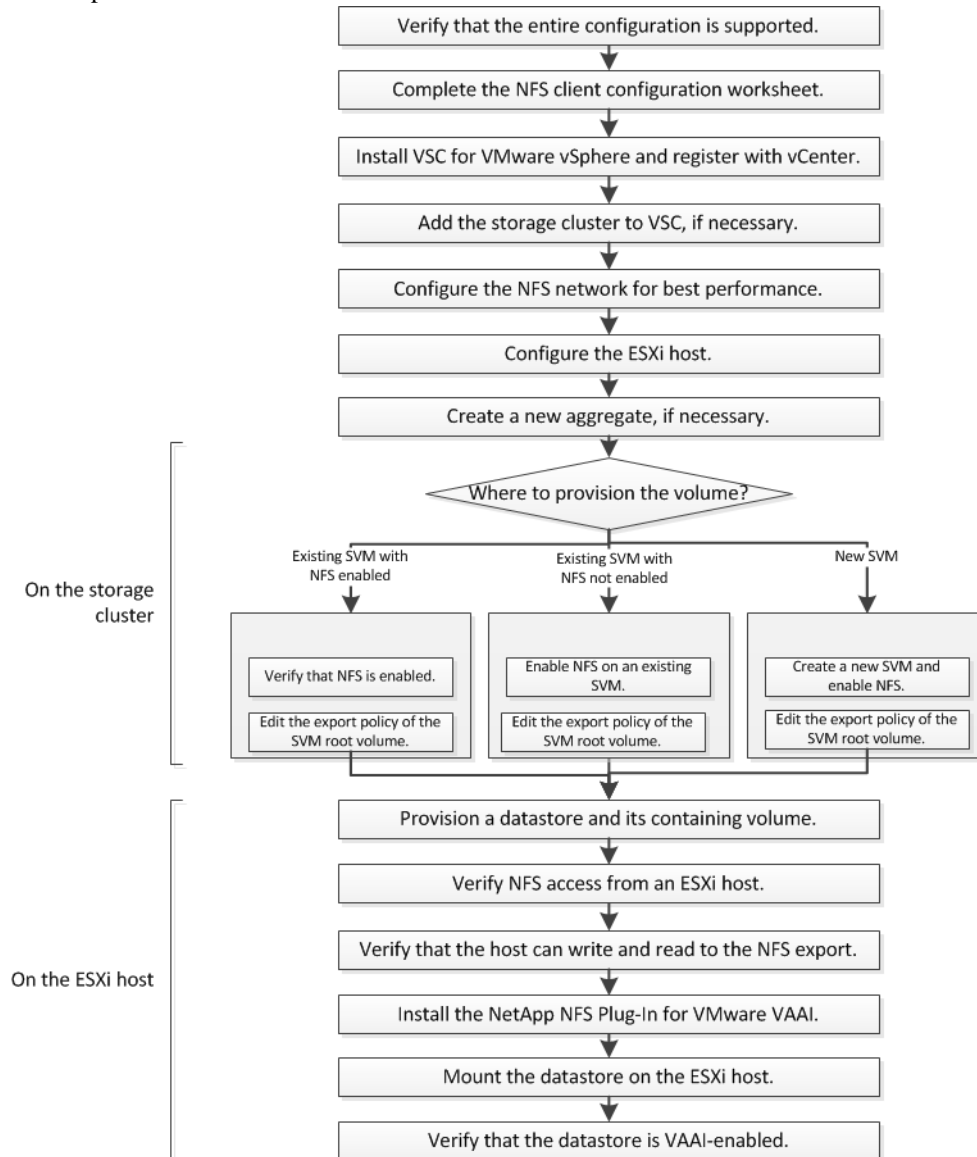 Verify that the entire configuration is supported.
Complete the NFS client configuration worksheet.
Install VSC for VMware vSphere and register with vCenter.
Add the storage cluster to VSC, if necessary.
Configure the NFS network for best performance.
Configure the ESXi host.
Create a new aggregate, if necessary.
Where to provision the volume?
On the storage
cluster
Existing SVM with
NFS enabled
Existing SVM with
NFS not enabled
New SVM
Verify that NFS is enabled.
Edit the export policy of the
SVM root volume.
Enable NFS on an existing
SVM.
Edit the export policy of the
SVM root volume.
Create a new SVM and
enable NFS.
Edit the export policy of the
SVM root volume.
On the ESXi host
Provision a datastore and its containing volume.
Verify NFS access from an ESXi host.
Verify that the host can write and read to the NFS export.
Install the NetApp NFS Plug-In for VMware VAAI.
Mount the datastore on the ESXi host.
Verify that the datastore is VAAI-enabled.